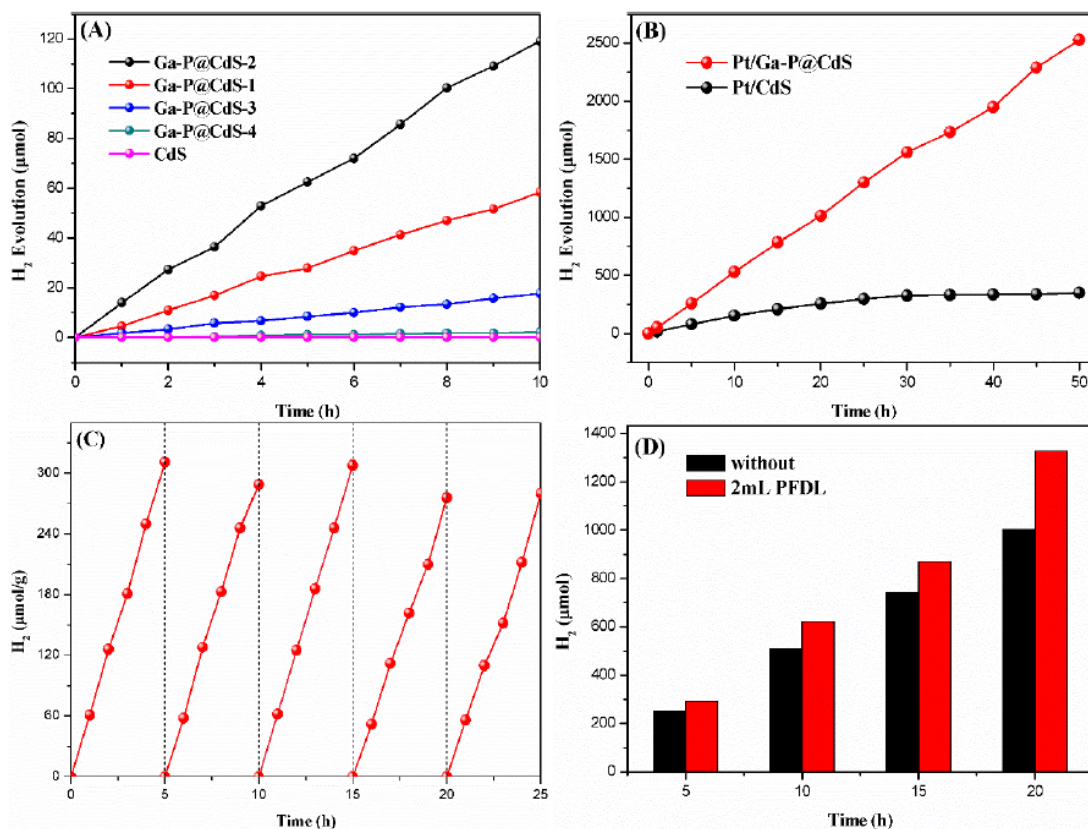 (A)
Ga-P@CdS-2
Ga-P@CdS-1
Ga-P@CdS-3
Ga-P@CdS-4
CdS
H₂ Evolution (μmol)
120
100
80
60
40
20
0
0 2 4 6 8 10
Time (h)
(B)
Pt/Ga-P@CdS
Pt/CdS
H₂ Evolution (μmol)
2500
2000
1500
1000
500
0
0 10 20 30 40 50
Time (h)
(C)
H₂ (μmol/g)
300
240
180
120
60
0
0 5 10 15 20 25
Time (h)
(D)
without
2mL PFDL
H₂ (μmol)
1400
1200
1000
800
600
400
200
0
5 10 15 20
Time (h)